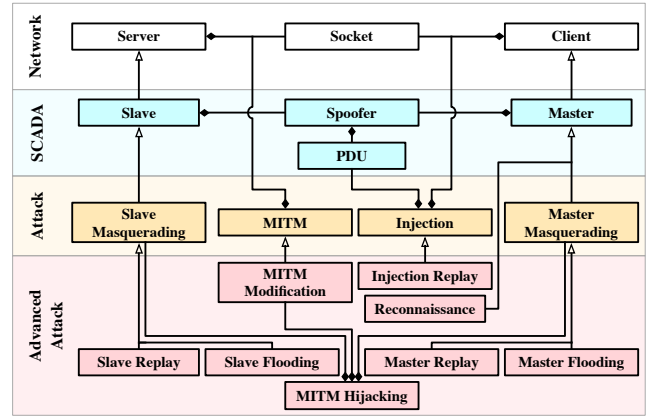 Network
Server
Socket
Client
SCADA
Slave
Spoofer
Master
PDU
Attack
Slave
Masquerading
MITM
Injection
Master
Masquerading
Advanced
Attack
MITM
Modification
Injection Replay
Reconnaissance
Slave Replay
Slave Flooding
Master Replay
Master Flooding
MITM Hijacking